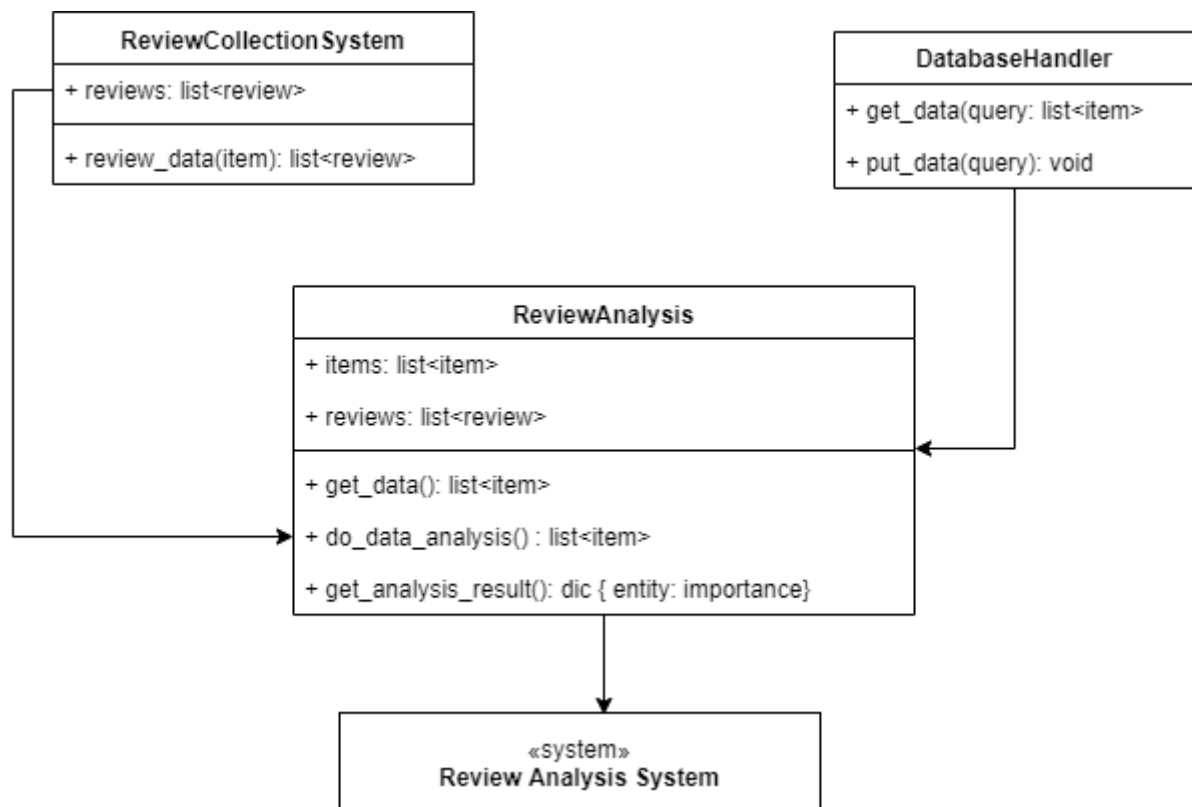 ReviewCollectionSystem
+ reviews: list<review>
+ review_data(item): list<review>
DatabaseHandler
+ get_data(query: list<item>
+ put_data(query): void
ReviewAnalysis
+ items: list<item>
+ reviews: list<review>
+ get_data(): list<item>
+ do_data_analysis() : list<item>
+ get_analysis_result(): dic { entity: importance}
«system»
Review Analysis System